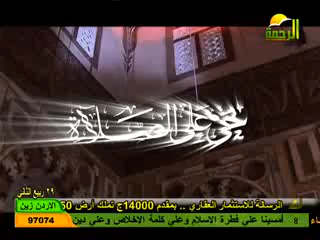 الرحمة
حي على الصلاة
٢٩ ربيع الثاني
الرسالة للاستثمار العقاري .. بمقدم 14000ج تملك أرض 50
الاردن زين
97074
8 أمسينا على فطرة الإسلام وعلى كلمة الإخلاص وعلى دين